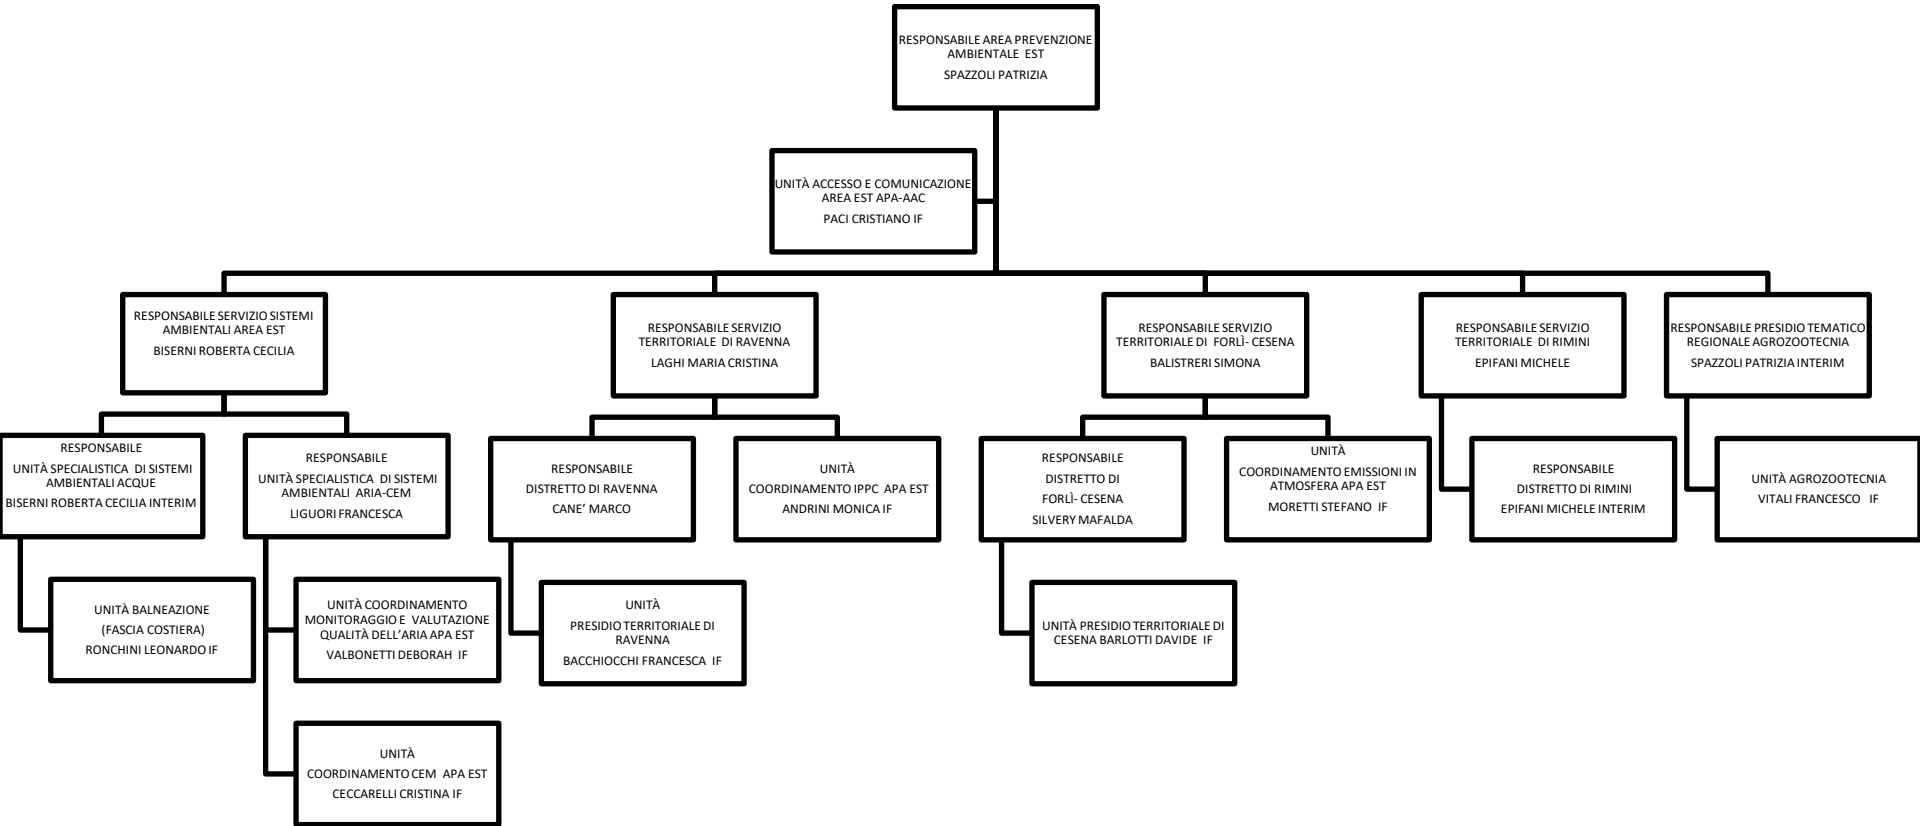 RESPONSABILE AREA PREVENZIONE
AMBIENTALE EST
SPAZZOLI PATRIZIA
UNITÀ ACCESSO E COMUNICAZIONE
AREA EST APA-AAC
PACI CRISTIANO IF
RESPONSABILE SERVIZIO SISTEMI
AMBIENTALI AREA EST
BISERNI ROBERTA CECILIA
RESPONSABILE SERVIZIO
TERRITORIALE DI RAVENNA
LAGHI MARIA CRISTINA
RESPONSABILE SERVIZIO
TERRITORIALE DI FORLÌ- CESENA
BALISTRERI SIMONA
RESPONSABILE SERVIZIO
TERRITORIALE DI RIMINI
EPIFANI MICHELE
RESPONSABILE PRESIDIO TEMATICO
REGIONALE AGROZOOTECNIA
SPAZZOLI PATRIZIA INTERIM
RESPONSABILE
UNITÀ SPECIALISTICA DI SISTEMI
AMBIENTALI ACQUE
BISERNI ROBERTA CECILIA INTERIM
RESPONSABILE
UNITÀ SPECIALISTICA DI SISTEMI
AMBIENTALI ARIA-CEM
LIGUORI FRANCESCA
RESPONSABILE
DISTRETTO DI RAVENNA
CANE’ MARCO
UNITÀ
COORDINAMENTO IPPC APA EST
ANDRINI MONICA IF
RESPONSABILE
DISTRETTO DI
FORLÌ- CESENA
SILVERY MAFALDA
UNITÀ
COORDINAMENTO EMISSIONI IN
ATMOSFERA APA EST
MORETTI STEFANO IF
RESPONSABILE
DISTRETTO DI RIMINI
EPIFANI MICHELE INTERIM
UNITÀ AGROZOOTECNIA
VITALI FRANCESCO IF
UNITÀ BALNEAZIONE
(FASCIA COSTIERA)
RONCHINI LEONARDO IF
UNITÀ COORDINAMENTO
MONITORAGGIO E VALUTAZIONE
QUALITÀ DELL’ARIA APA EST
VALBONETTI DEBORAH IF
UNITÀ
PRESIDIO TERRITORIALE DI
RAVENNA
BACCHIOCCHI FRANCESCA IF
UNITÀ PRESIDIO TERRITORIALE DI
CESENA BARLOTTI DAVIDE IF
UNITÀ
COORDINAMENTO CEM APA EST
CECCARELLI CRISTINA IF